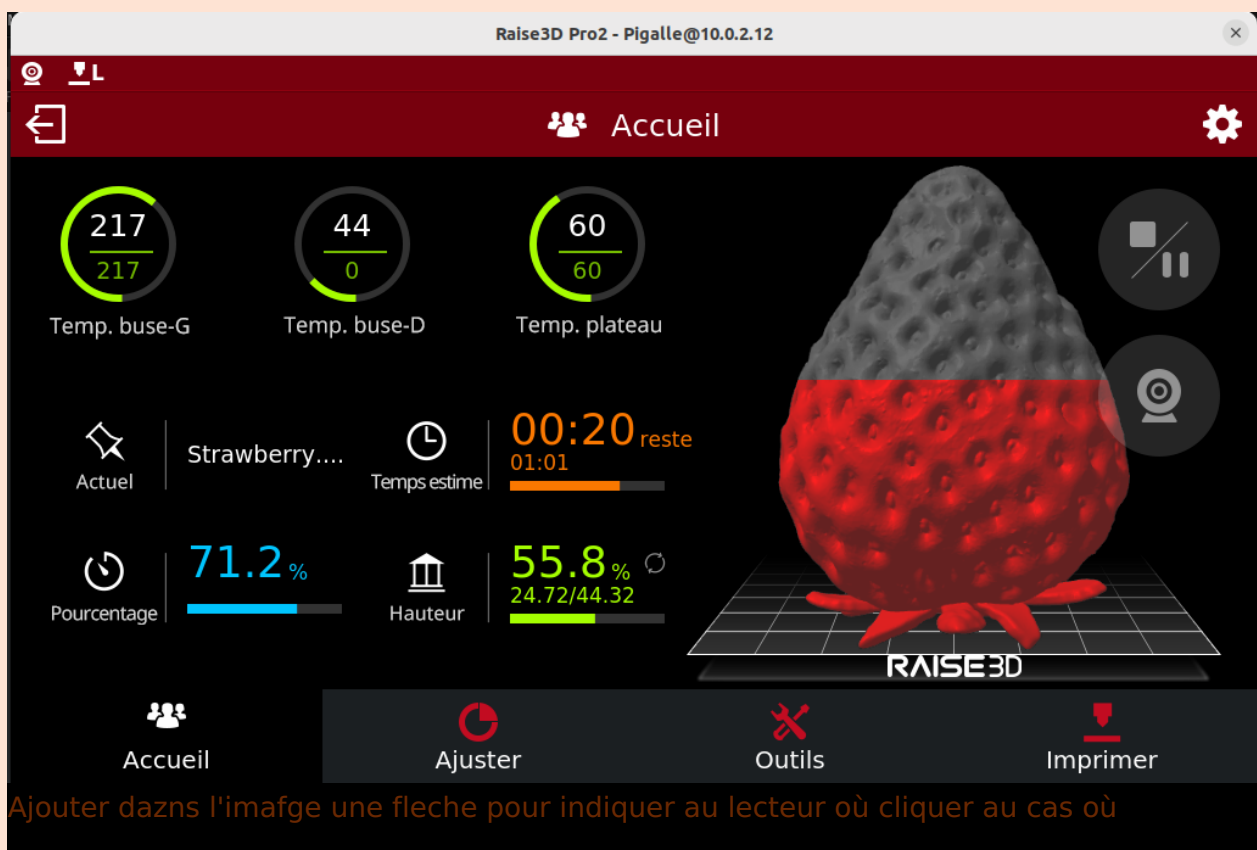 Raise3D Pro2 - Pigalle@10.0.2.12
L
Accueil
217
217
Temp. buse-G
44
0
Temp. buse-D
60
60
Temp. plateau
Actuel
Strawberry....
Temps estime
00:20 reste
01:01
Pourcentage
71.2 %
Hauteur
55.8 %
24.72/44.32
RAISE3D
Accueil
Ajuster
Outils
Imprimer
Ajouter dazns l'imafge une fleche pour indiquer au lecteur où cliquer au cas où